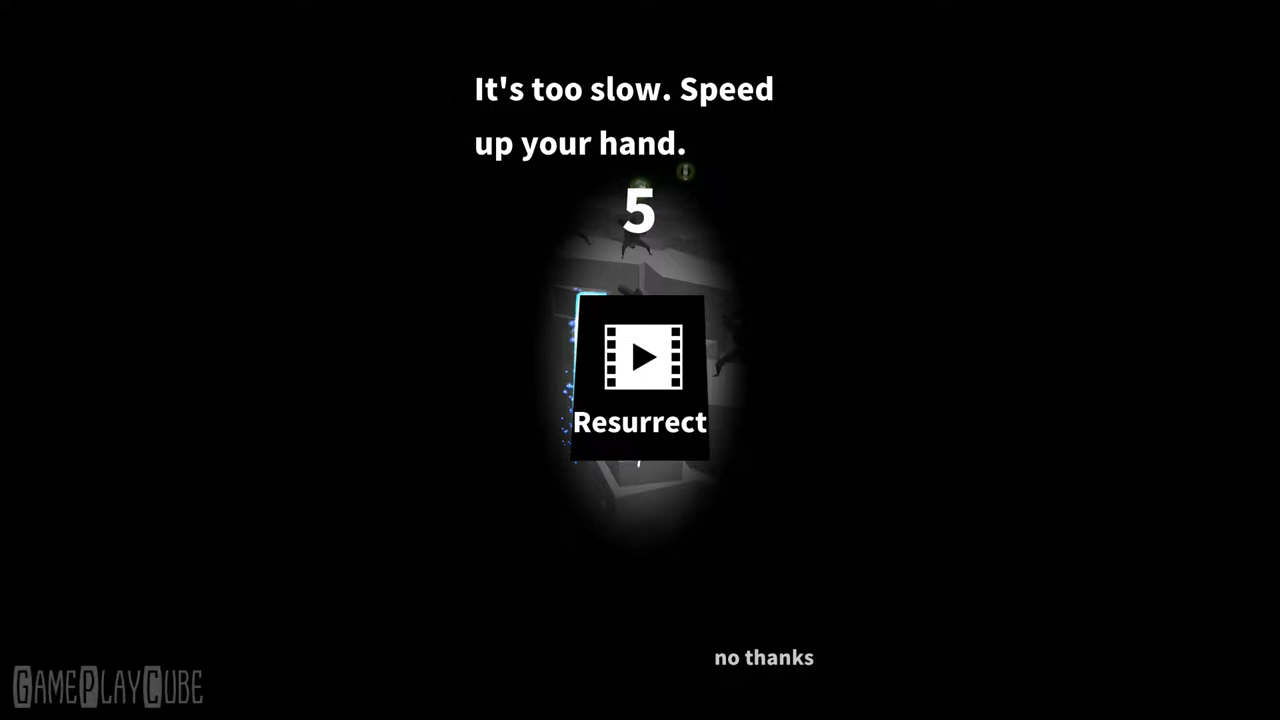 It's too slow. Speed
up your hand.
5
Resurrect
no thanks
GamePlayCube